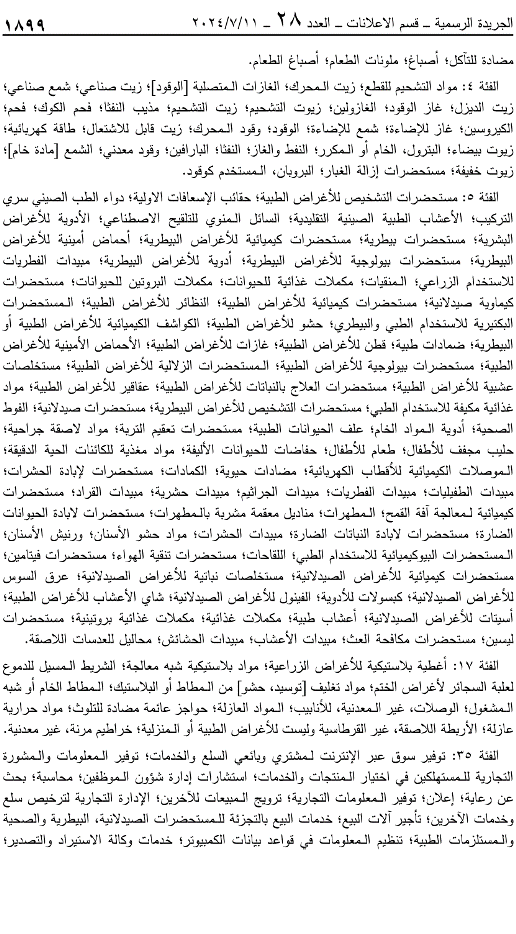 الجريدة الرسمية ــ قسم الاعلانات ــ العدد ٢٨ ــ ٢٠٢٤/٧/١١ ١٨٩٩
مضادة للتآكل؛ أصباغ؛ ملونات الطعام؛ أصباغ الطعام.
الفئة ٤: مواد التشحيم للقطع؛ زيت المحرك؛ الغازات المتصلبة [الوقود]؛ زيت صناعي؛ شمع صناعي؛
زيت الديزل؛ غاز الوقود؛ الغازولين؛ زيوت التشحيم؛ زيت التشحيم؛ مذيب النفثا؛ فحم الكوك؛ فحم؛
الكيروسين؛ غاز للإضاءة؛ شمع للإضاءة؛ الوقود؛ وقود المحرك؛ زيت قابل للاشتعال؛ طاقة كهربائية؛
زيوت بيضاء؛ البترول، الخام أو المكرر؛ النفط والغاز؛ النفثا؛ البارافين؛ وقود معدني؛ الشمع [مادة خام]؛
زيوت خفيفة؛ مستحضرات إزالة الغبار؛ البروبان، المستخدم كوقود.
الفئة ٥: مستحضرات التشخيص للأغراض الطبية؛ حقائب الإسعافات الاولية؛ دواء الطب الصيني سري
التركيب؛ الأعشاب الطبية الصينية التقليدية؛ السائل المنوي للتلقيح الاصطناعي؛ الأدوية للأغراض
البشرية؛ مستحضرات بيطرية؛ مستحضرات كيميائية للأغراض البيطرية؛ أحماض أمينية للأغراض
البيطرية؛ مستحضرات بيولوجية للأغراض البيطرية؛ أدوية للأغراض البيطرية؛ مبيدات الفطريات
للاستخدام الزراعي؛ المنقيات؛ مكملات غذائية للحيوانات؛ مكملات البروتين للحيوانات؛ مستحضرات
كيماوية صيدلانية؛ مستحضرات كيميائية للأغراض الطبية؛ النظائر للأغراض الطبية؛ المستحضرات
البكتيرية للاستخدام الطبي والبيطري؛ حشو للأغراض الطبية؛ الكواشف الكيميائية للأغراض الطبية أو
البيطرية؛ ضمادات طبية؛ قطن للأغراض الطبية؛ غازات للأغراض الطبية؛ الأحماض الأمينية للأغراض
الطبية؛ مستحضرات بيولوجية للأغراض الطبية؛ المستحضرات الزلالية للأغراض الطبية؛ مستخلصات
عشبية للأغراض الطبية؛ مستحضرات العلاج بالنباتات للأغراض الطبية؛ عقاقير للأغراض الطبية؛ مواد
غذائية مكيفة للاستخدام الطبي؛ مستحضرات التشخيص للأغراض البيطرية؛ مستحضرات صيدلانية؛ الفوط
الصحية؛ أدوية المواد الخام؛ علف الحيوانات الطبية؛ مستحضرات تعقيم التربة؛ مواد لاصقة جراحية؛
حليب مجفف للأطفال؛ طعام للأطفال؛ حفاضات للحيوانات الأليفة؛ مواد مغذية للكائنات الحية الدقيقة؛
الموصلات الكيميائية للأقطاب الكهربائية؛ مضادات حيوية؛ الكمادات؛ مستحضرات لإبادة الحشرات؛
مبيدات الطفيليات؛ مبيدات الفطريات؛ مبيدات الجراثيم؛ مبيدات حشرية؛ مبيدات القراد؛ مستحضرات
كيميائية لمعالجة آفة القمح؛ المطهرات؛ مناديل معقمة مشربة بالمطهرات؛ مستحضرات لابادة الحيوانات
الضارة؛ مستحضرات لابادة النباتات الضارة؛ مبيدات الحشرات؛ مواد حشو الأسنان؛ ورنيش الأسنان؛
المستحضرات البيوكيميائية للاستخدام الطبي؛ اللقاحات؛ مستحضرات تنقية الهواء؛ مستحضرات فيتامين؛
مستحضرات كيميائية للأغراض الصيدلانية؛ مستخلصات نباتية للأغراض الصيدلانية؛ عرق السوس
للأغراض الصيدلانية؛ كبسولات للأدوية؛ الفينول للأغراض الصيدلانية؛ شاي الأعشاب للأغراض الطبية؛
أسيتات للأغراض الصيدلانية؛ أعشاب طبية؛ مكملات غذائية؛ مكملات غذائية بروتينية؛ مستحضرات
ليسين؛ مستحضرات مكافحة العث؛ مبيدات الأعشاب؛ مبيدات الحشائش؛ محاليل للعدسات اللاصقة.
الفئة ١٧: أغطية بلاستيكية للأغراض الزراعية؛ مواد بلاستيكية شبه معالجة؛ الشريط المسيل للدموع
لعلبة السجائر لأغراض الختم؛ مواد تغليف [توسيد، حشو] من المطاط أو البلاستيك؛ المطاط الخام أو شبه
المشغول؛ الوصلات، غير المعدنية، للأنابيب؛ المواد العازلة؛ حواجز عائمة مضادة للتلوث؛ مواد حرارية
عازلة؛ الأربطة اللاصقة، غير القرطاسية وليست للأغراض الطبية أو المنزلية؛ خراطيم مرنة، غير معدنية.
الفئة ٣٥: توفير سوق عبر الإنترنت لمشتري وبائعي السلع والخدمات؛ توفير المعلومات والمشورة
التجارية للمستهلكين في اختيار المنتجات والخدمات؛ استشارات إدارة شؤون الموظفين؛ محاسبة؛ بحث
عن رعاية؛ إعلان؛ توفير المعلومات التجارية؛ ترويج المبيعات للآخرين؛ الإدارة التجارية لترخيص سلع
وخدمات الآخرين؛ تأجير آلات البيع؛ خدمات البيع بالتجزئة للمستحضرات الصيدلانية، البيطرية والصحية
والمستلزمات الطبية؛ تنظيم المعلومات في قواعد بيانات الكمبيوتر؛ خدمات وكالة الاستيراد والتصدير؛